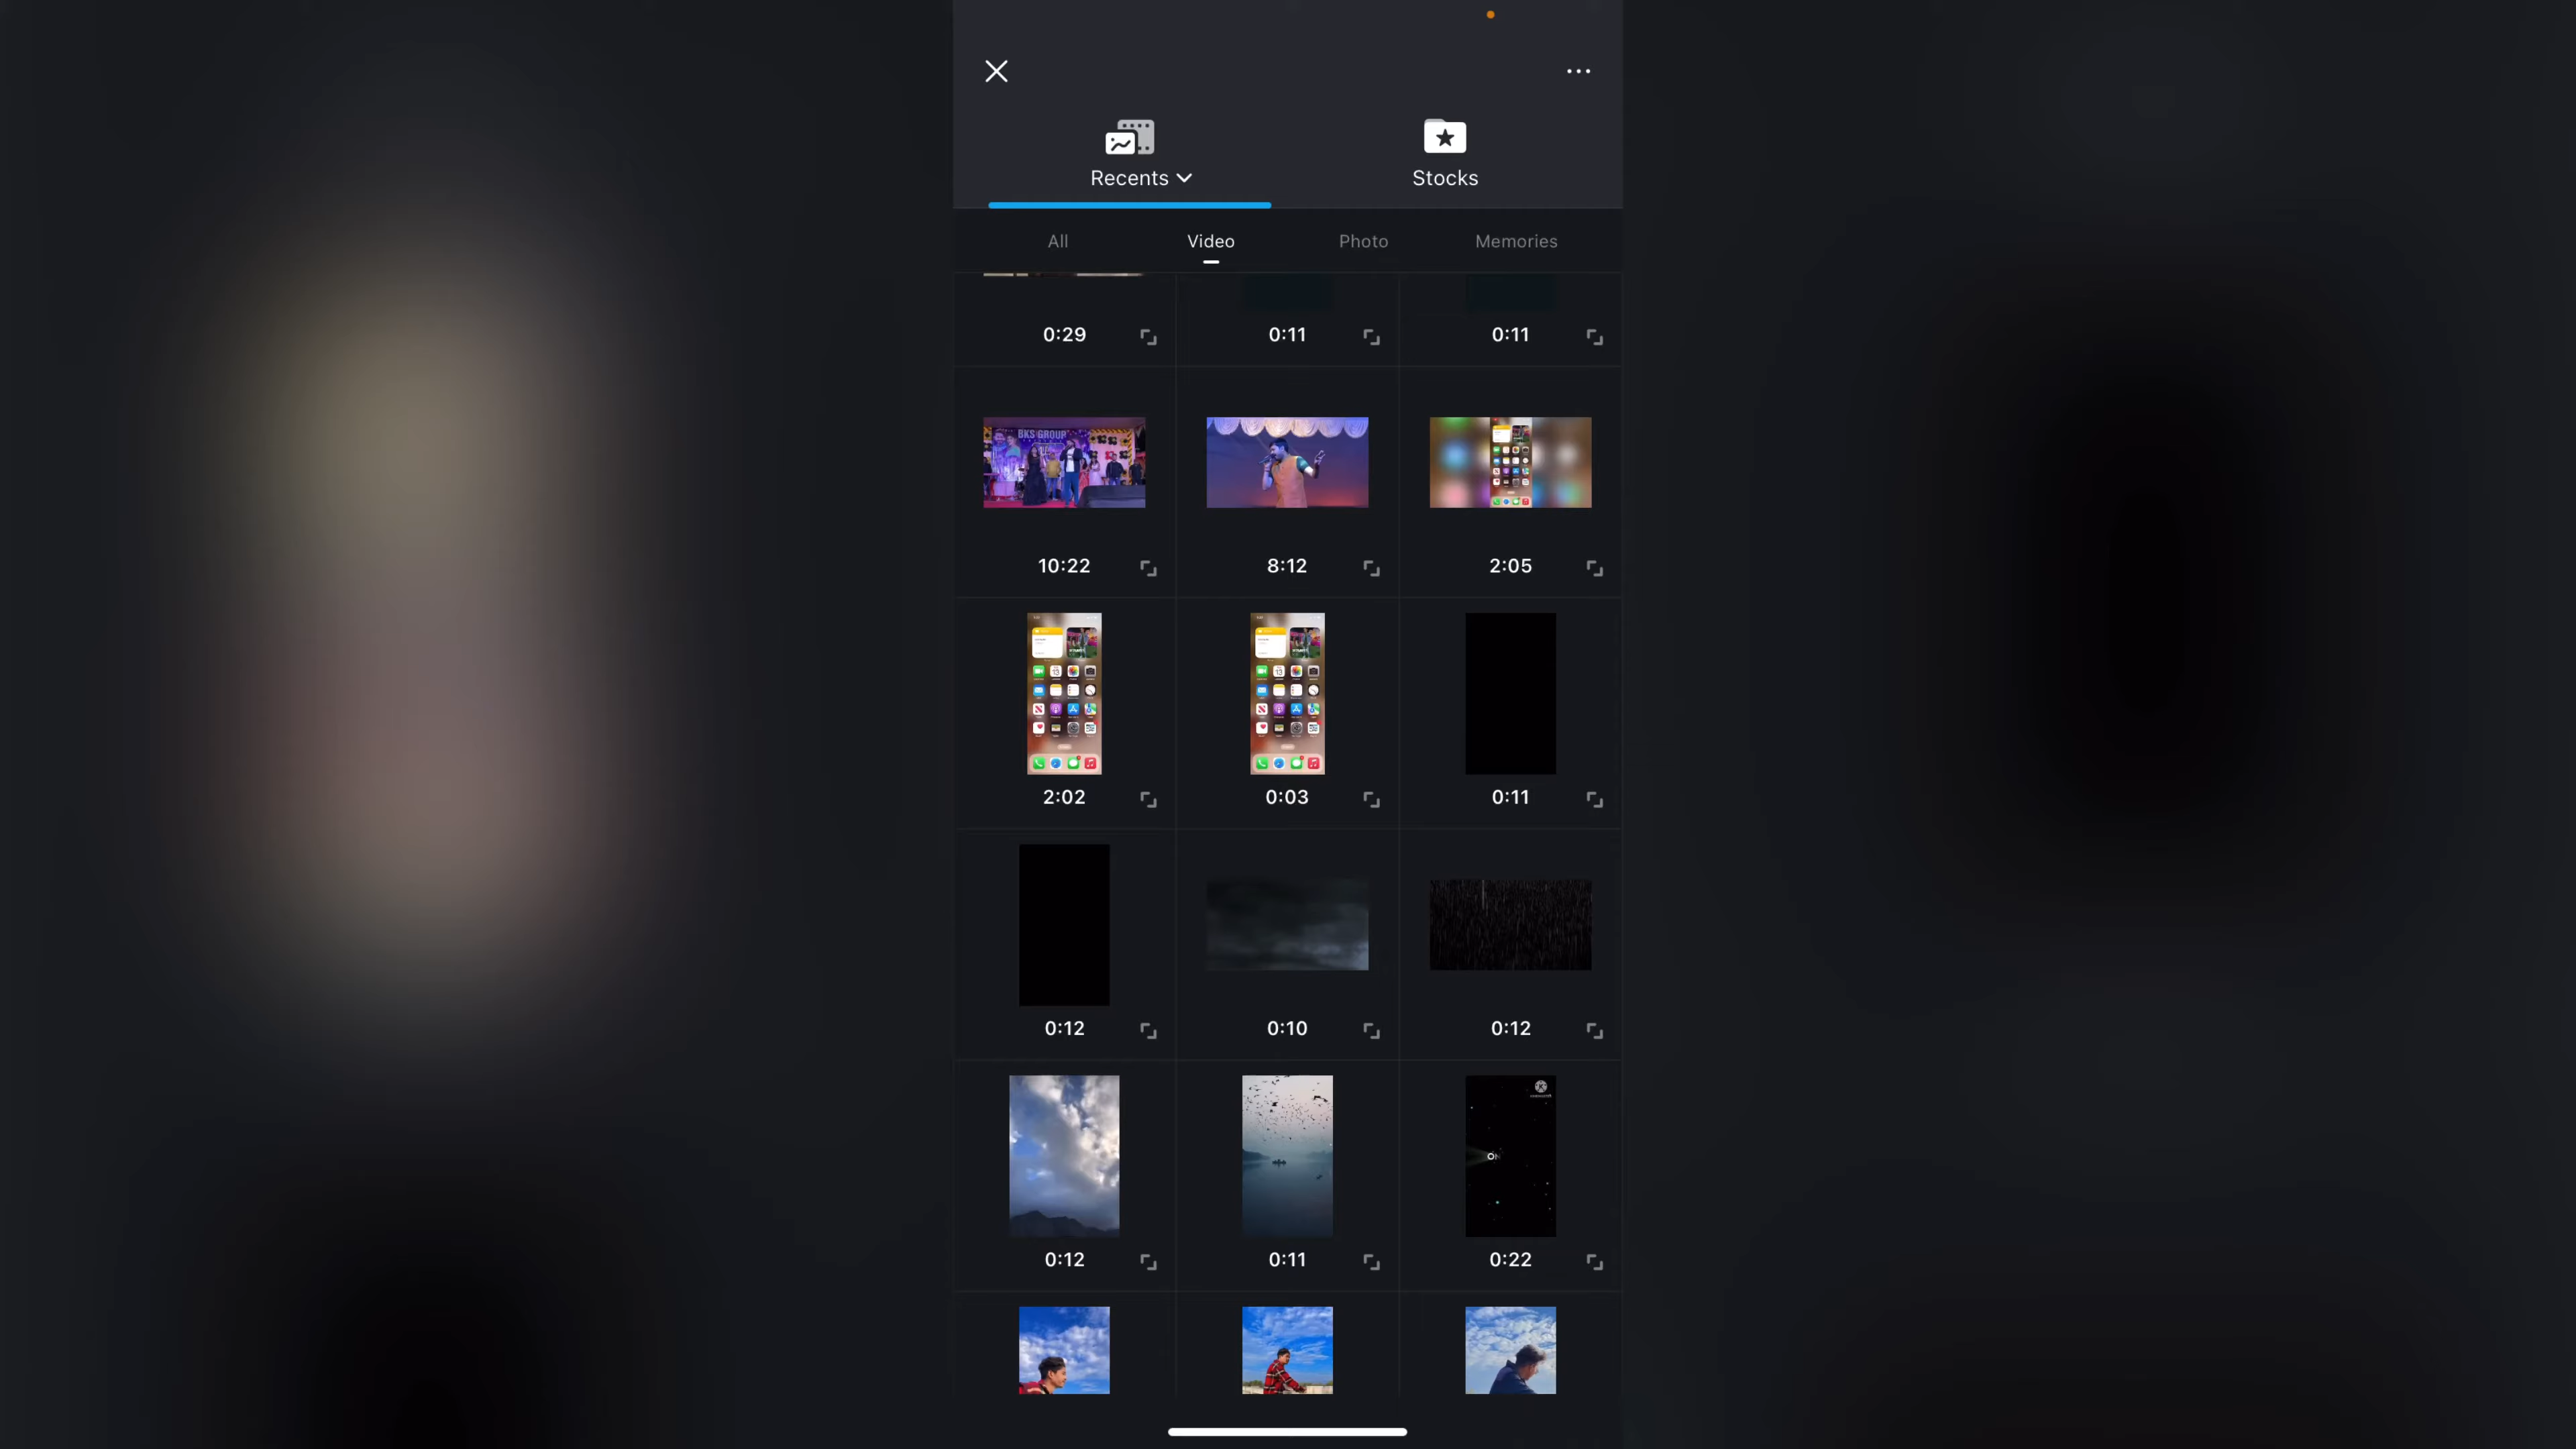 Recents
Stocks
All Video Photo Memories
0:29 0:11 0:11
BKS GROUP
10:22 8:12 2:05
2:02 0:03 0:11
0:12 0:10 0:12
0:12 0:11 0:22